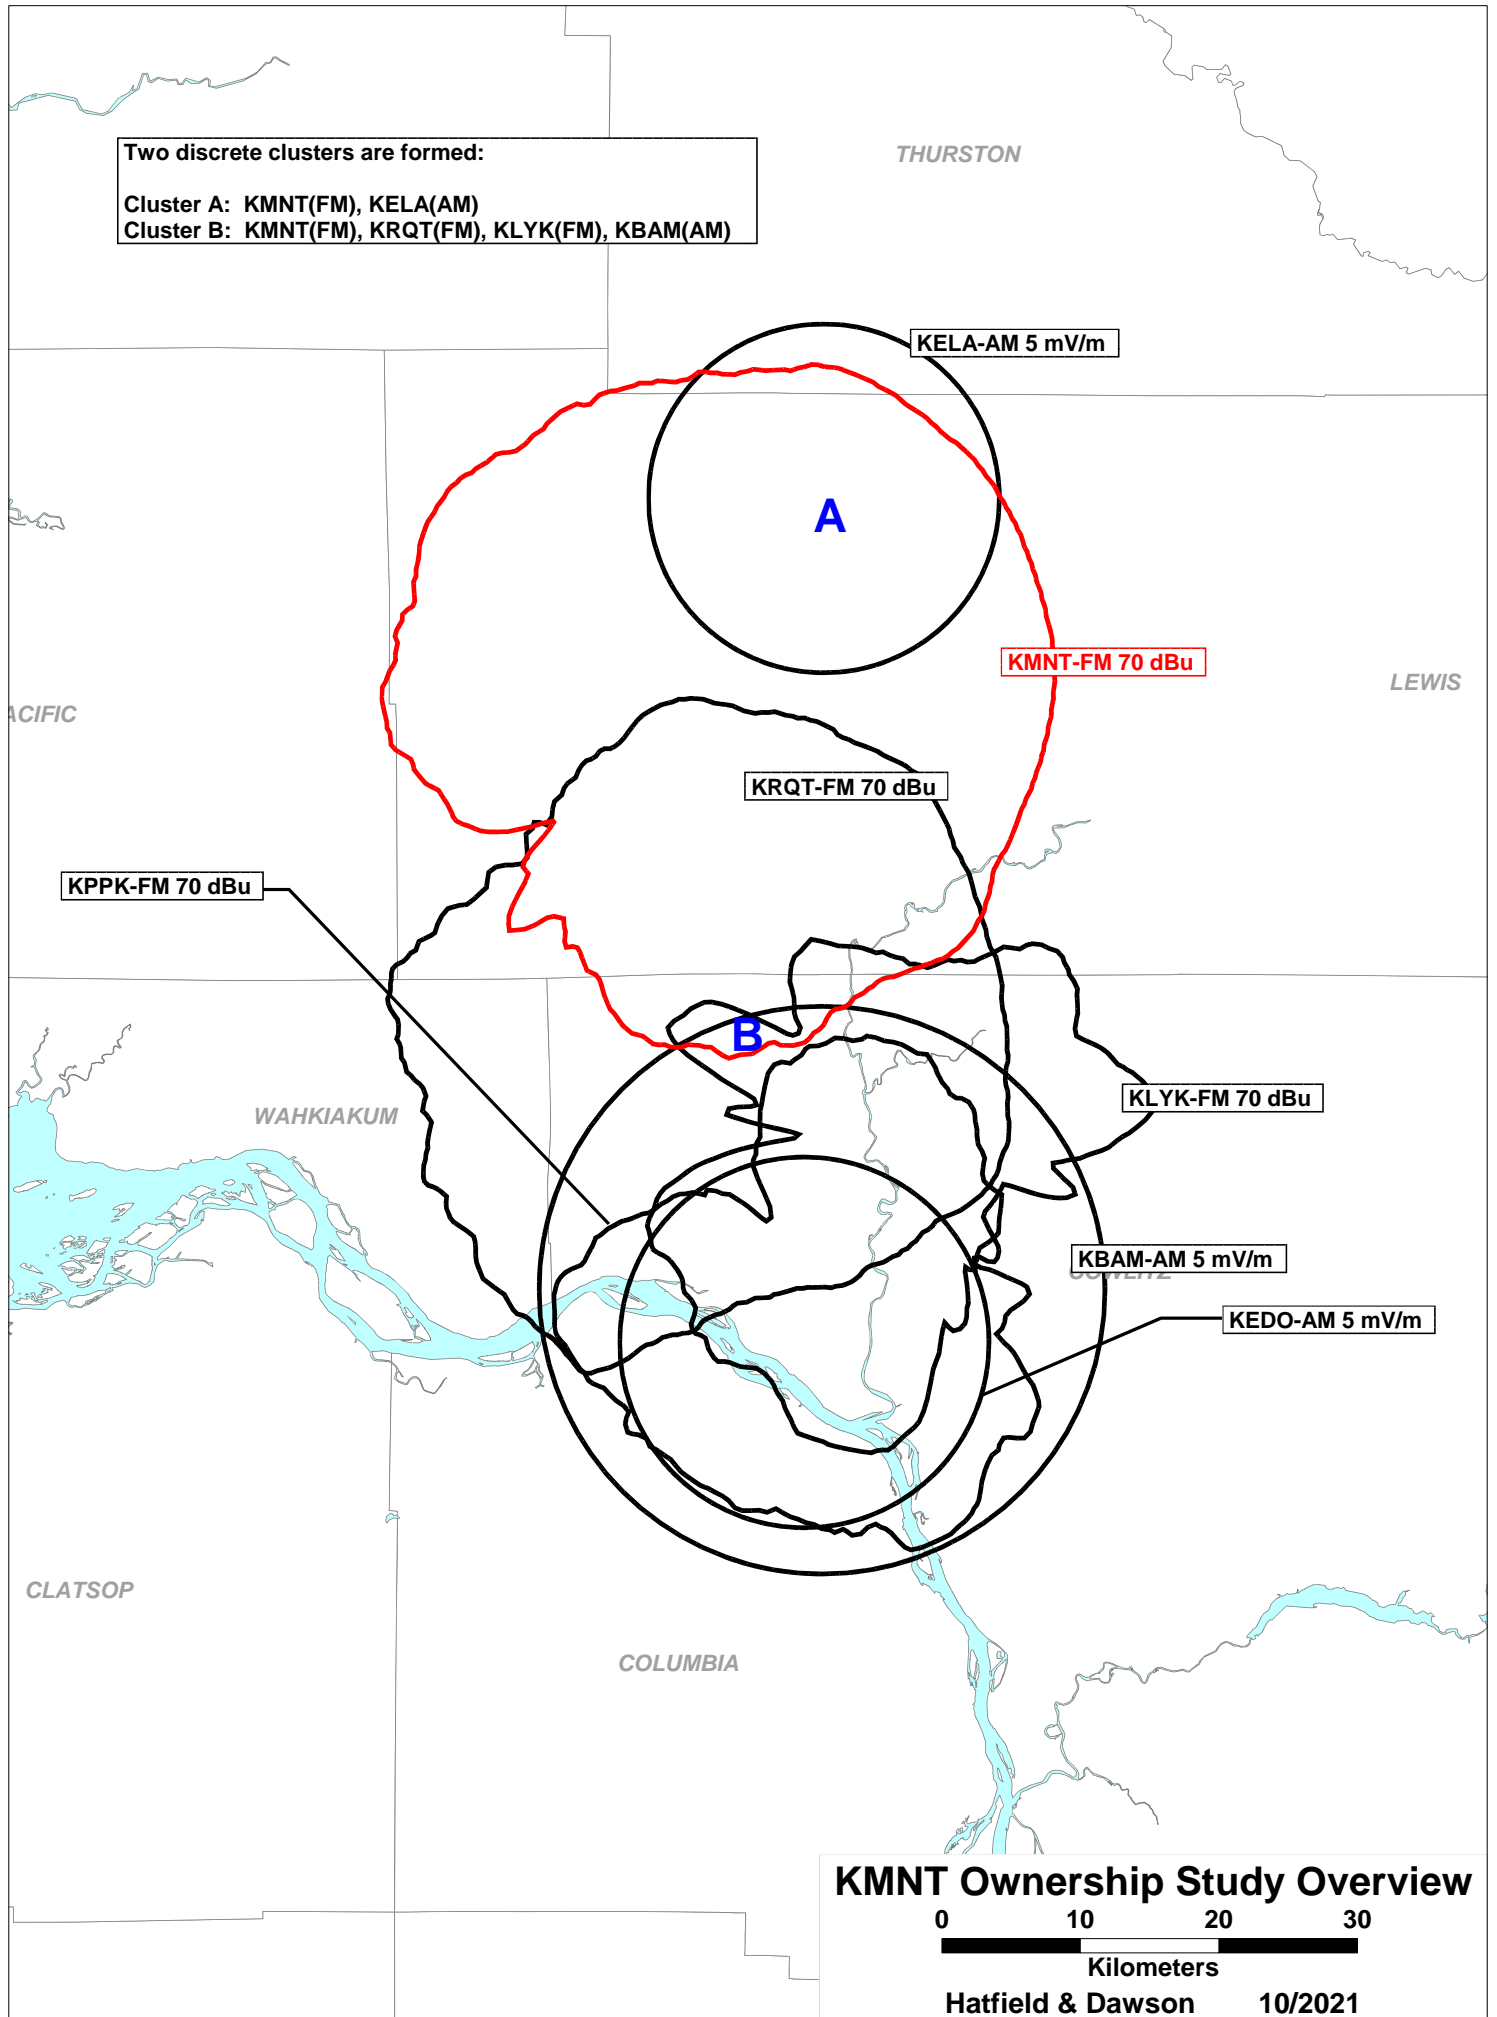 Two discrete clusters are formed:
Cluster A: KMNT(FM), KELA(AM)
Cluster B: KMNT(FM), KRQT(FM), KLYK(FM), KBAM(AM)
THURSTON
KELA-AM 5 mV/m
A
KMNT-FM 70 dBu
LEWIS
ACIFIC
KRQT-FM 70 dBu
KPPK-FM 70 dBu
B
KLYK-FM 70 dBu
WAHKIAKUM
KBAM-AM 5 mV/m
COWLITZ
KEDO-AM 5 mV/m
CLATSOP
COLUMBIA
KMNT Ownership Study Overview
0 10 20 30
Kilometers
Hatfield & Dawson 10/2021